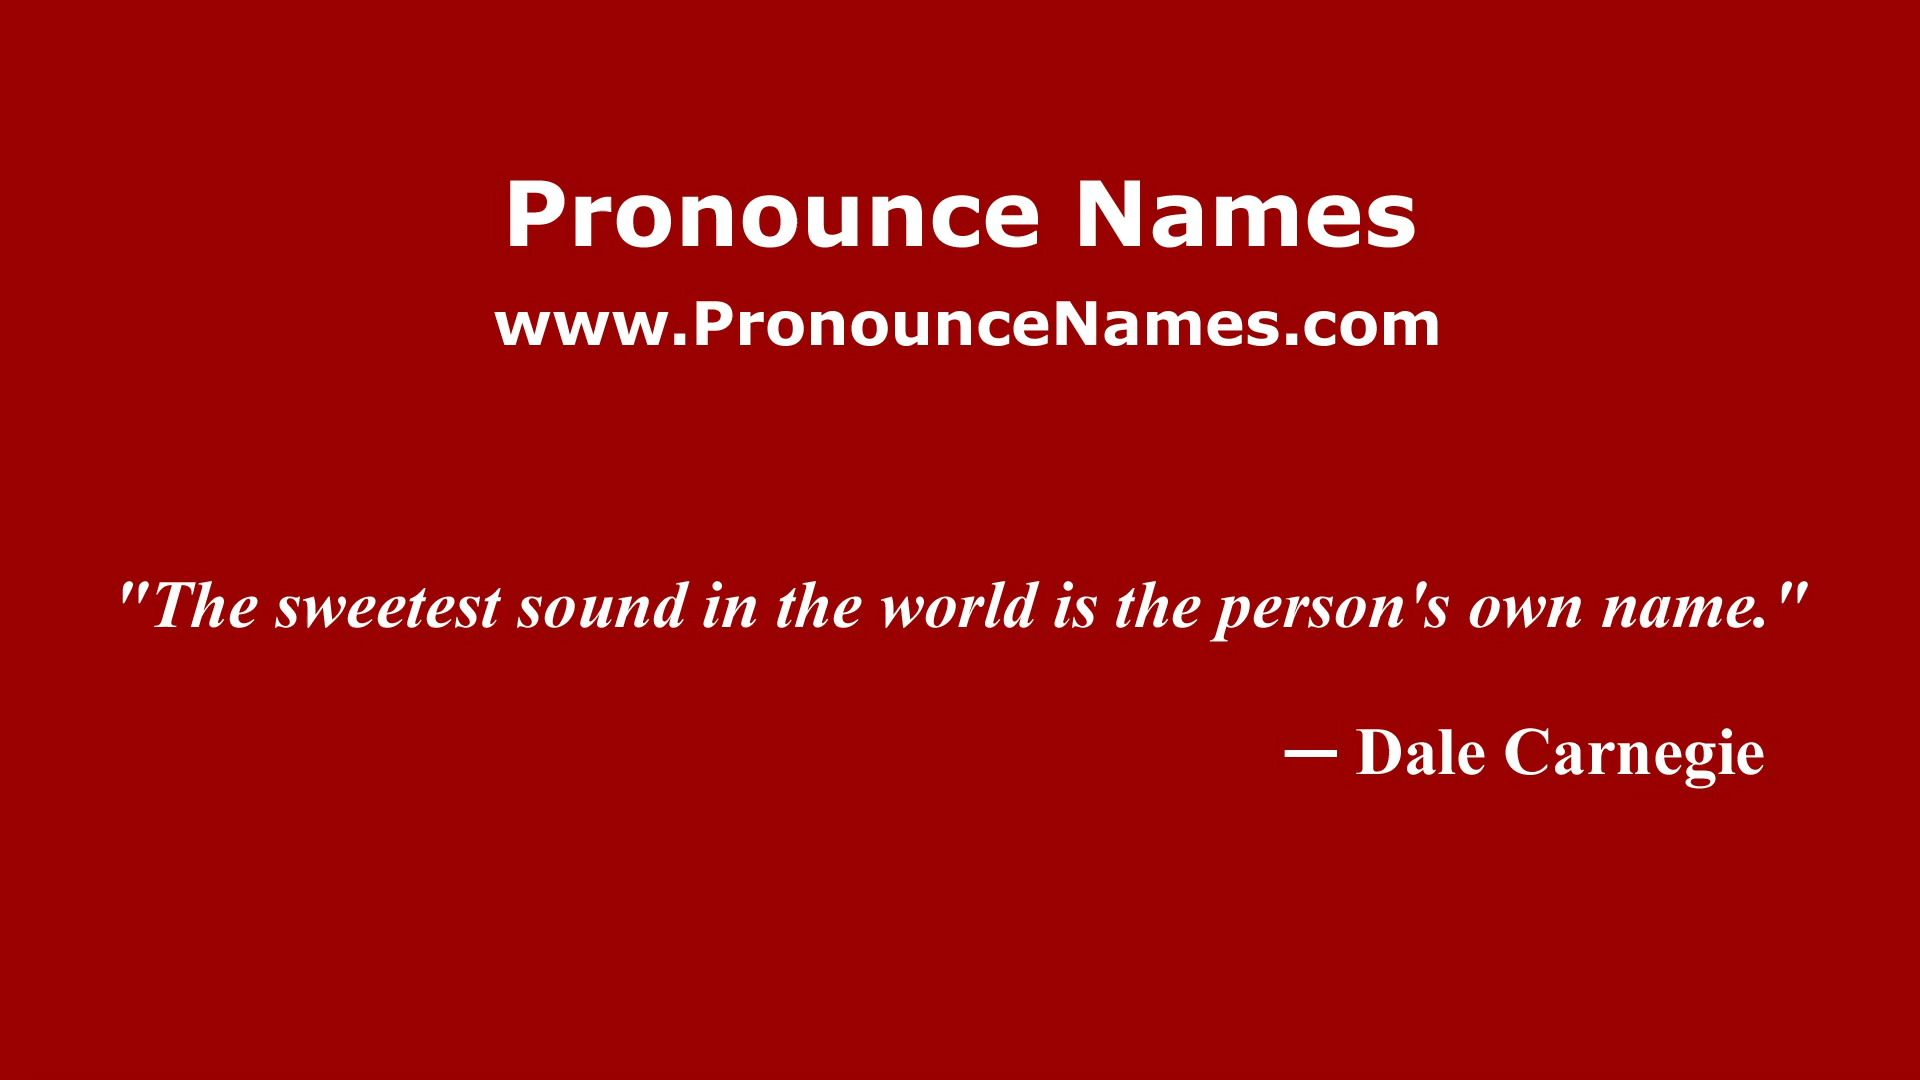 Pronounce Names
www.PronounceNames.com
"The sweetest sound in the world is the person's own name."
— Dale Carnegie